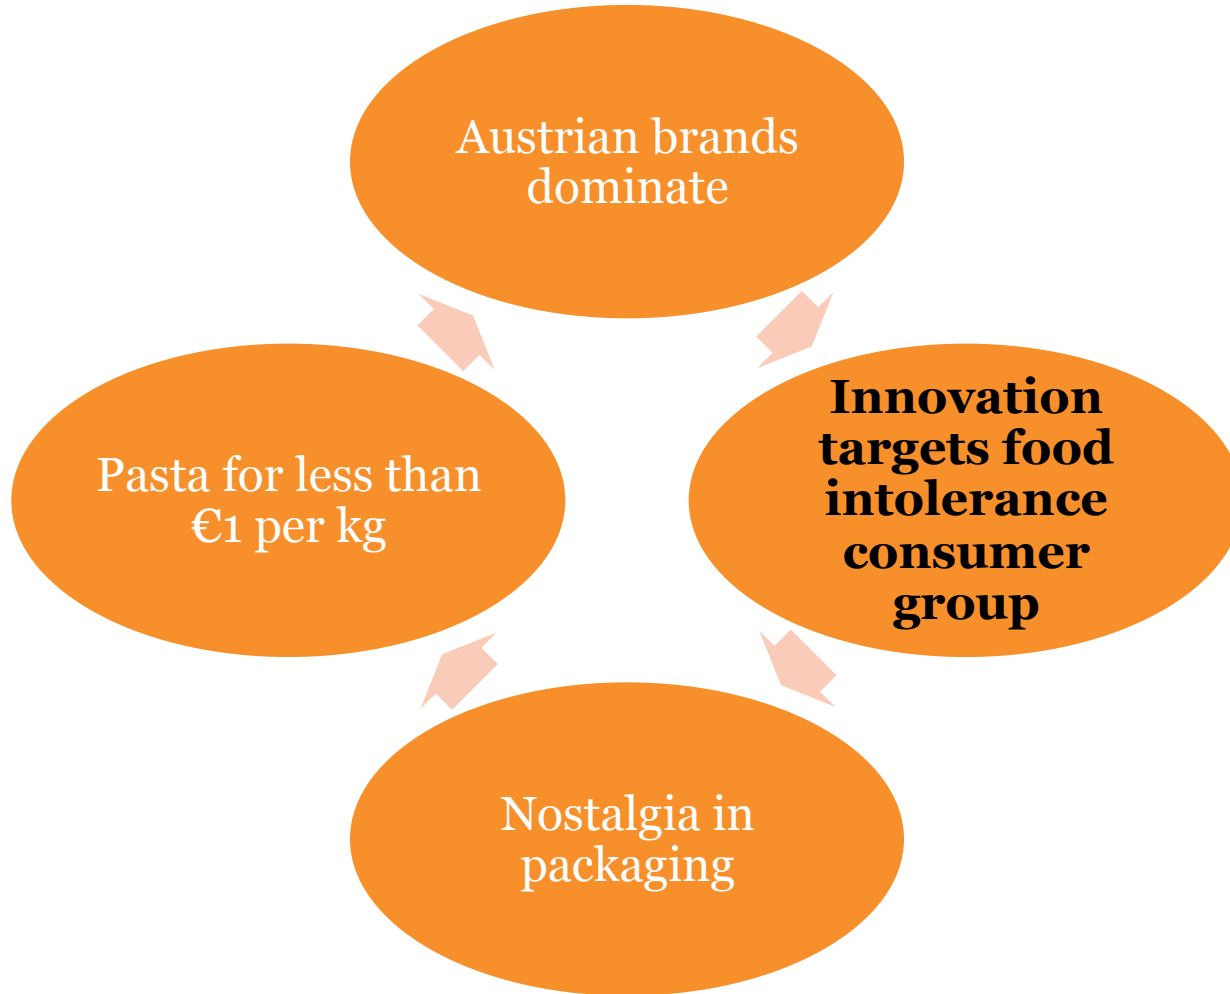 Austrian brands
dominate
Innovation
targets food
intolerance
consumer
group
Nostalgia in
packaging
Pasta for less than
€1 per kg